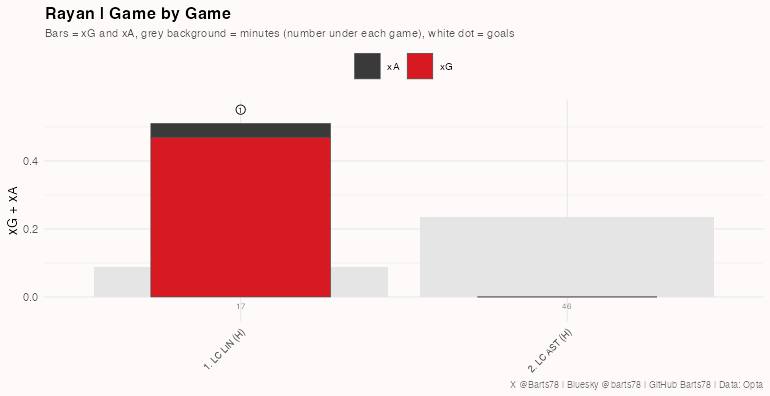 Rayan | Game by Game
Bars = xG and xA, grey background = minutes (number under each game), white dot = goals
xA
xG
1
xG + xA
0.4
0.2
0.0
17
46
1. LC LIN (H)
2. LC AST (H)
X @Barts78 | Bluesky @barts78 | GitHub Barts78 | Data: Opta